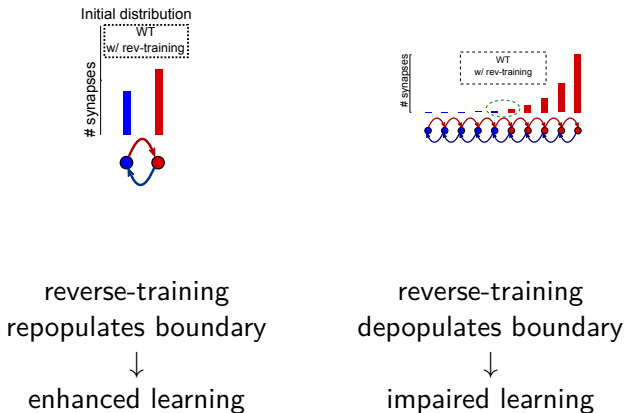 Initial distribution
WT
w/ rev-training
# synapses
WT
w/ rev-training
# synapses
reverse-training
repopulates boundary
↓
enhanced learning
reverse-training
depopulates boundary
↓
impaired learning